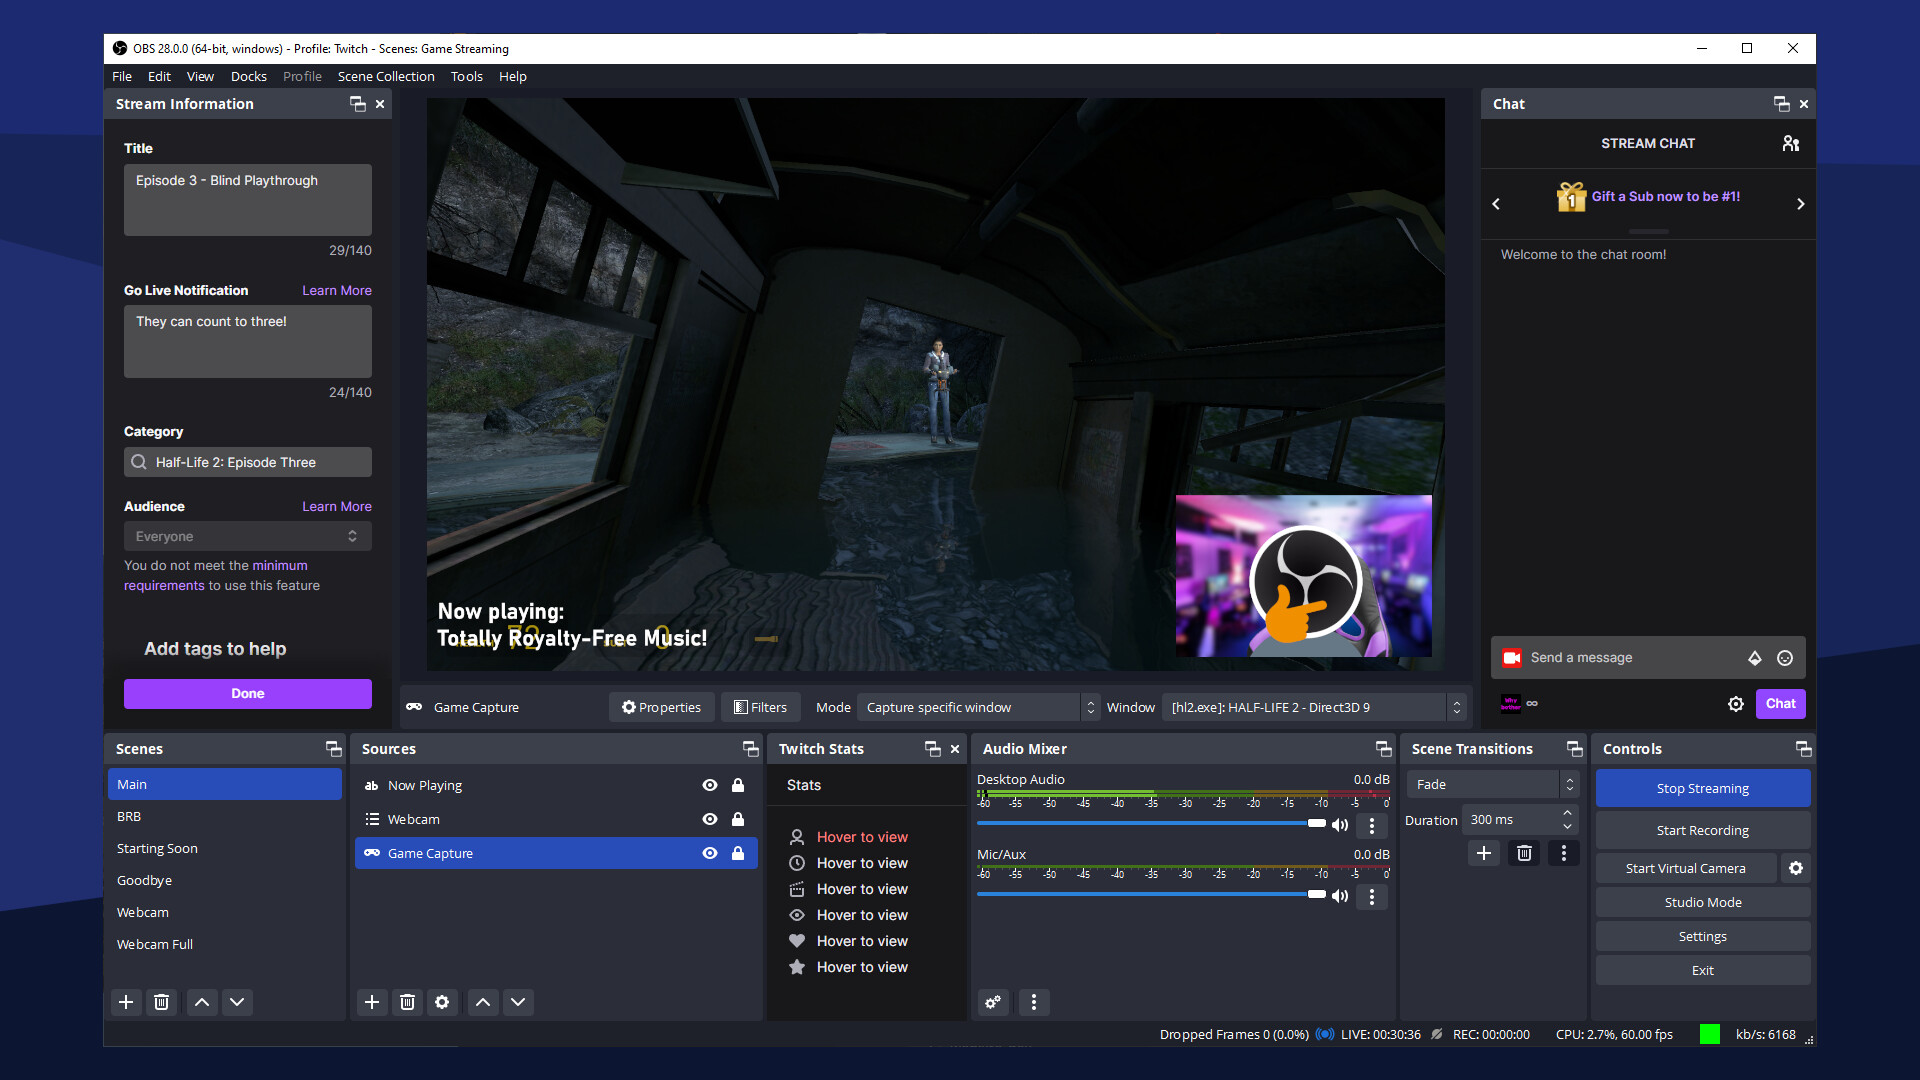 OBS 28.0.0 (64-bit, windows) - Profile: Twitch - Scenes: Game Streaming
File Edit View Docks Profile Scene Collection Tools Help
Stream Information
Title
Episode 3 - Blind Playthrough
29/140
Go Live Notification Learn More
They can count to three!
24/140
Category
Half-Life 2: Episode Three
Audience Learn More
Everyone
You do not meet the minimum
requirements to use this feature
Add tags to help
Done
Now playing:
Totally Royalty-Free Music!
72 0
Game Capture Properties Filters Mode Capture specific window Window [hl2.exe]: HALF-LIFE 2 - Direct3D 9
Chat
STREAM CHAT
1 Gift a Sub now to be #1!
Welcome to the chat room!
Send a message
∞ Chat
Scenes
Main
BRB
Starting Soon
Goodbye
Webcam
Webcam Full
Sources
ab Now Playing
Webcam
Game Capture
Twitch Stats
Stats
Hover to view
Hover to view
Hover to view
Hover to view
Hover to view
Hover to view
Audio Mixer
Desktop Audio 0.0 dB
-60 -55 -50 -45 -40 -35 -30 -25 -20 -15 -10 -5 0
Mic/Aux 0.0 dB
-60 -55 -50 -45 -40 -35 -30 -25 -20 -15 -10 -5 0
Scene Transitions
Fade
Duration 300 ms
Controls
Stop Streaming
Start Recording
Start Virtual Camera
Studio Mode
Settings
Exit
Dropped Frames 0 (0.0%) LIVE: 00:30:36 REC: 00:00:00 CPU: 2.7%, 60.00 fps kb/s: 6168